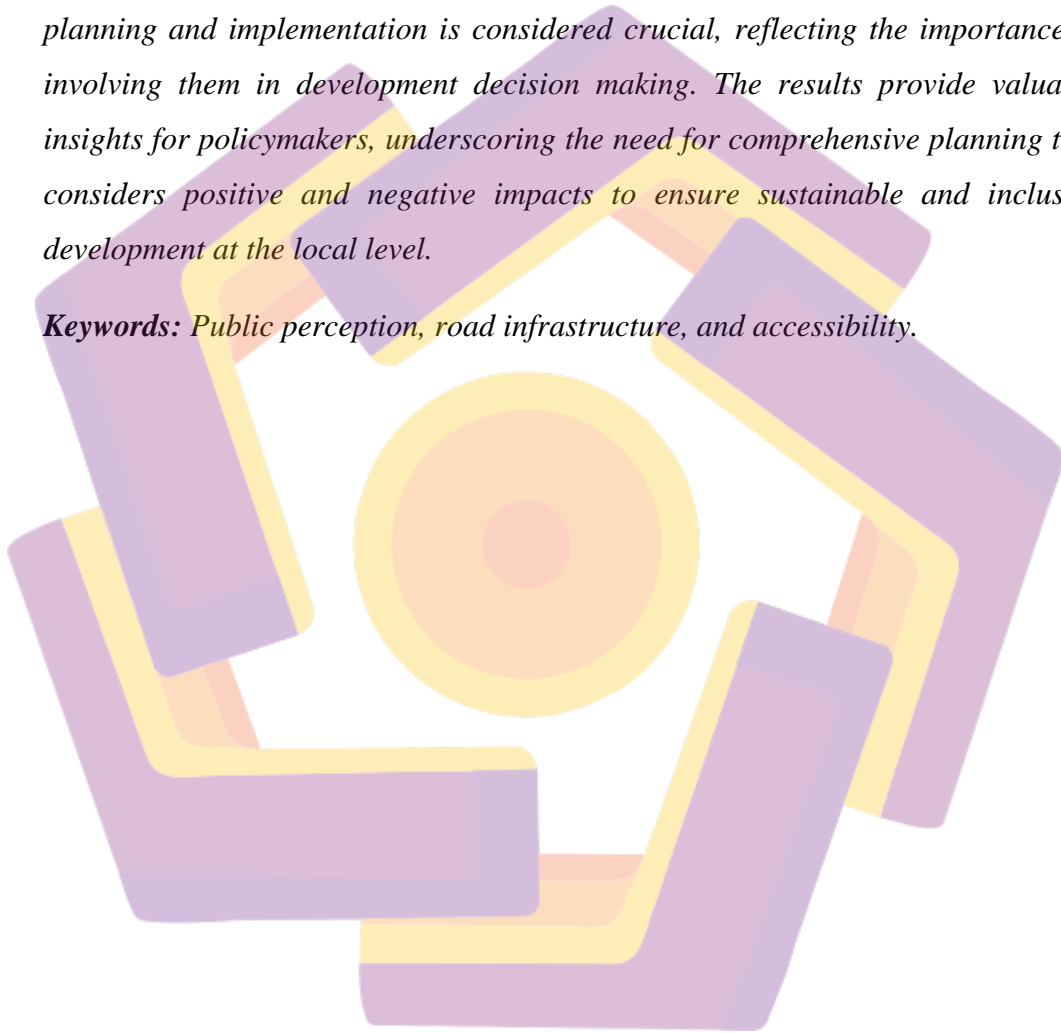 planning and implementation is considered crucial, reflecting the importance
involving them in development decision making. The results provide valua
insights for policymakers, underscoring the need for comprehensive planning t
considers positive and negative impacts to ensure sustainable and inclus
development at the local level.
Keywords: Public perception, road infrastructure, and accessibility.